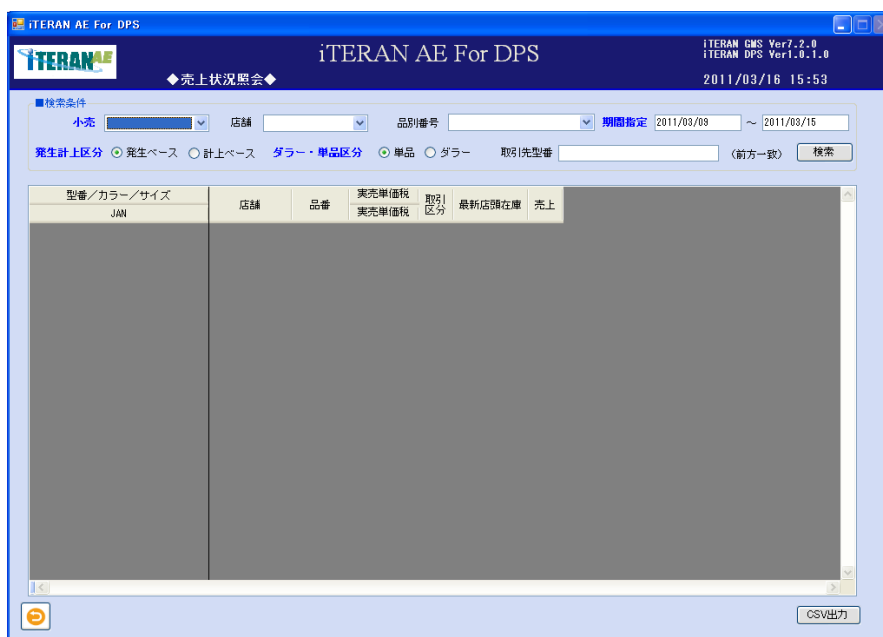 iTERAN AE For DPS
iTERAN AE
iTERAN AE For DPS
iTERAN GMS Ver7.2.0
iTERAN DPS Ver1.0.1.0
◆売上状況照会◆
2011/03/16 15:53
■検索条件
小売 店舗 品別番号 期間指定 2011/03/09 ～ 2011/03/15
発生計上区分 発生ベース 計上ベース ダラー・単品区分 単品 ダラー 取引先型番 (前方一致) 検索
型番/カラー/サイズ 店舗 品番 実売単価税 取引区分 最新店頭在庫 売上
JAN 実売単価税
CSV出力